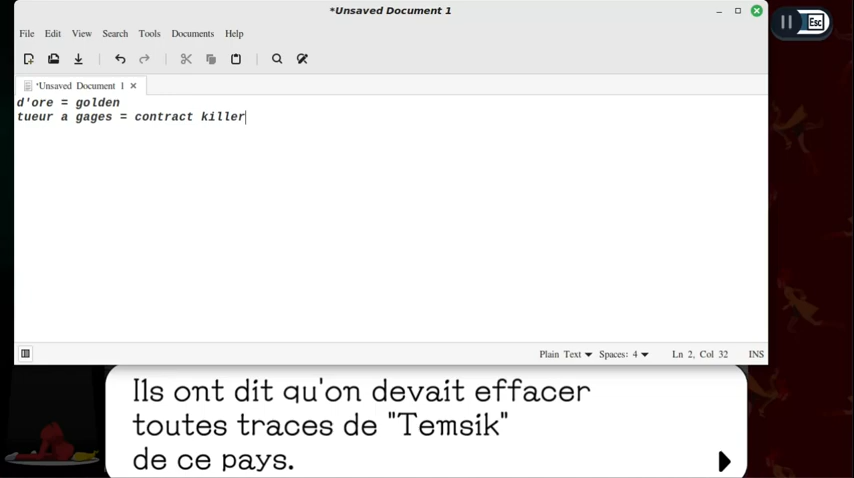 *Unsaved Document 1
Esc
File Edit View Search Tools Documents Help
*Unsaved Document 1
d'ore = golden
tueur a gages = contract killer
Plain Text Spaces: 4 Ln 2, Col 32 INS
Ils ont dit qu'on devait effacer
toutes traces de "Temsik"
de ce pays.